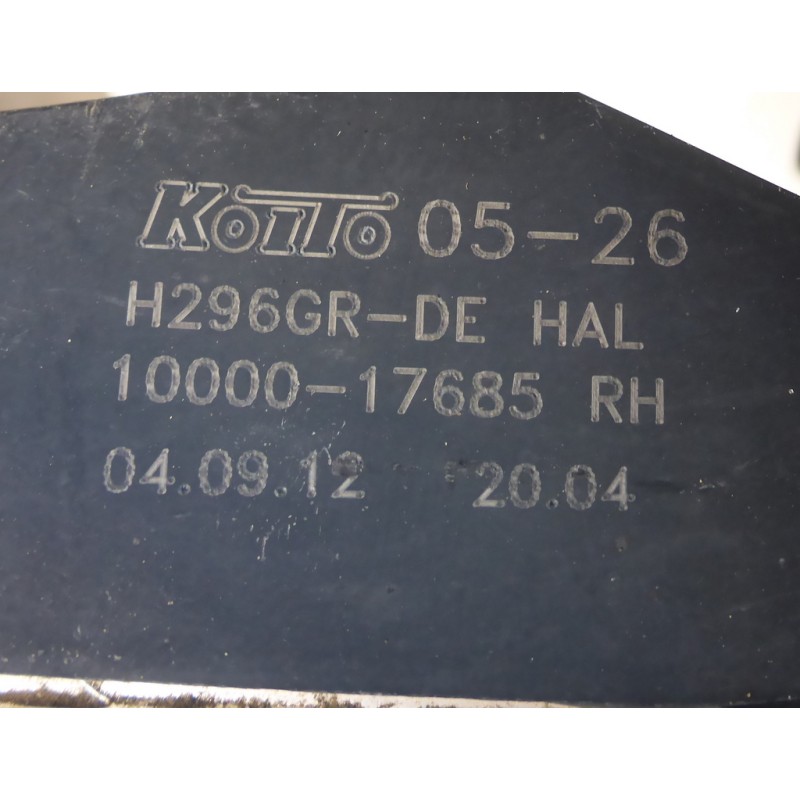 KoiTo 05-26
H296GR-DE HAL
10000-17685 RH
04.09.12 20.04